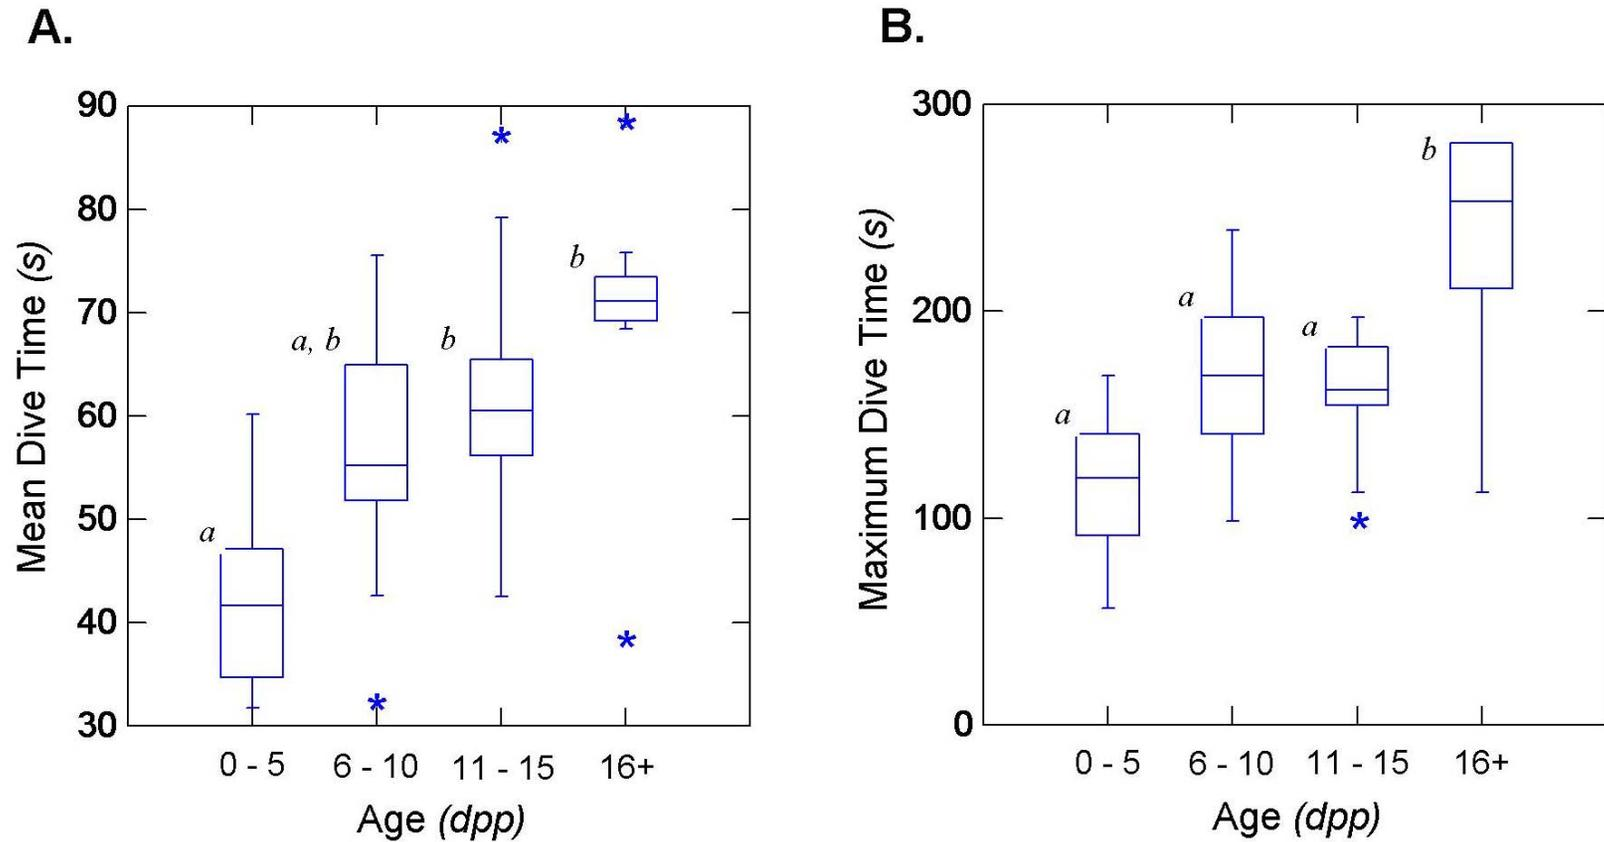 A.
B.
90
80
70
60
50
40
30
Mean Dive Time (s)
a
a, b
b
b
0 - 5
6 - 10
11 - 15
16+
Age (dpp)
300
200
100
0
Maximum Dive Time (s)
a
a
a
b
0 - 5
6 - 10
11 - 15
16+
Age (dpp)